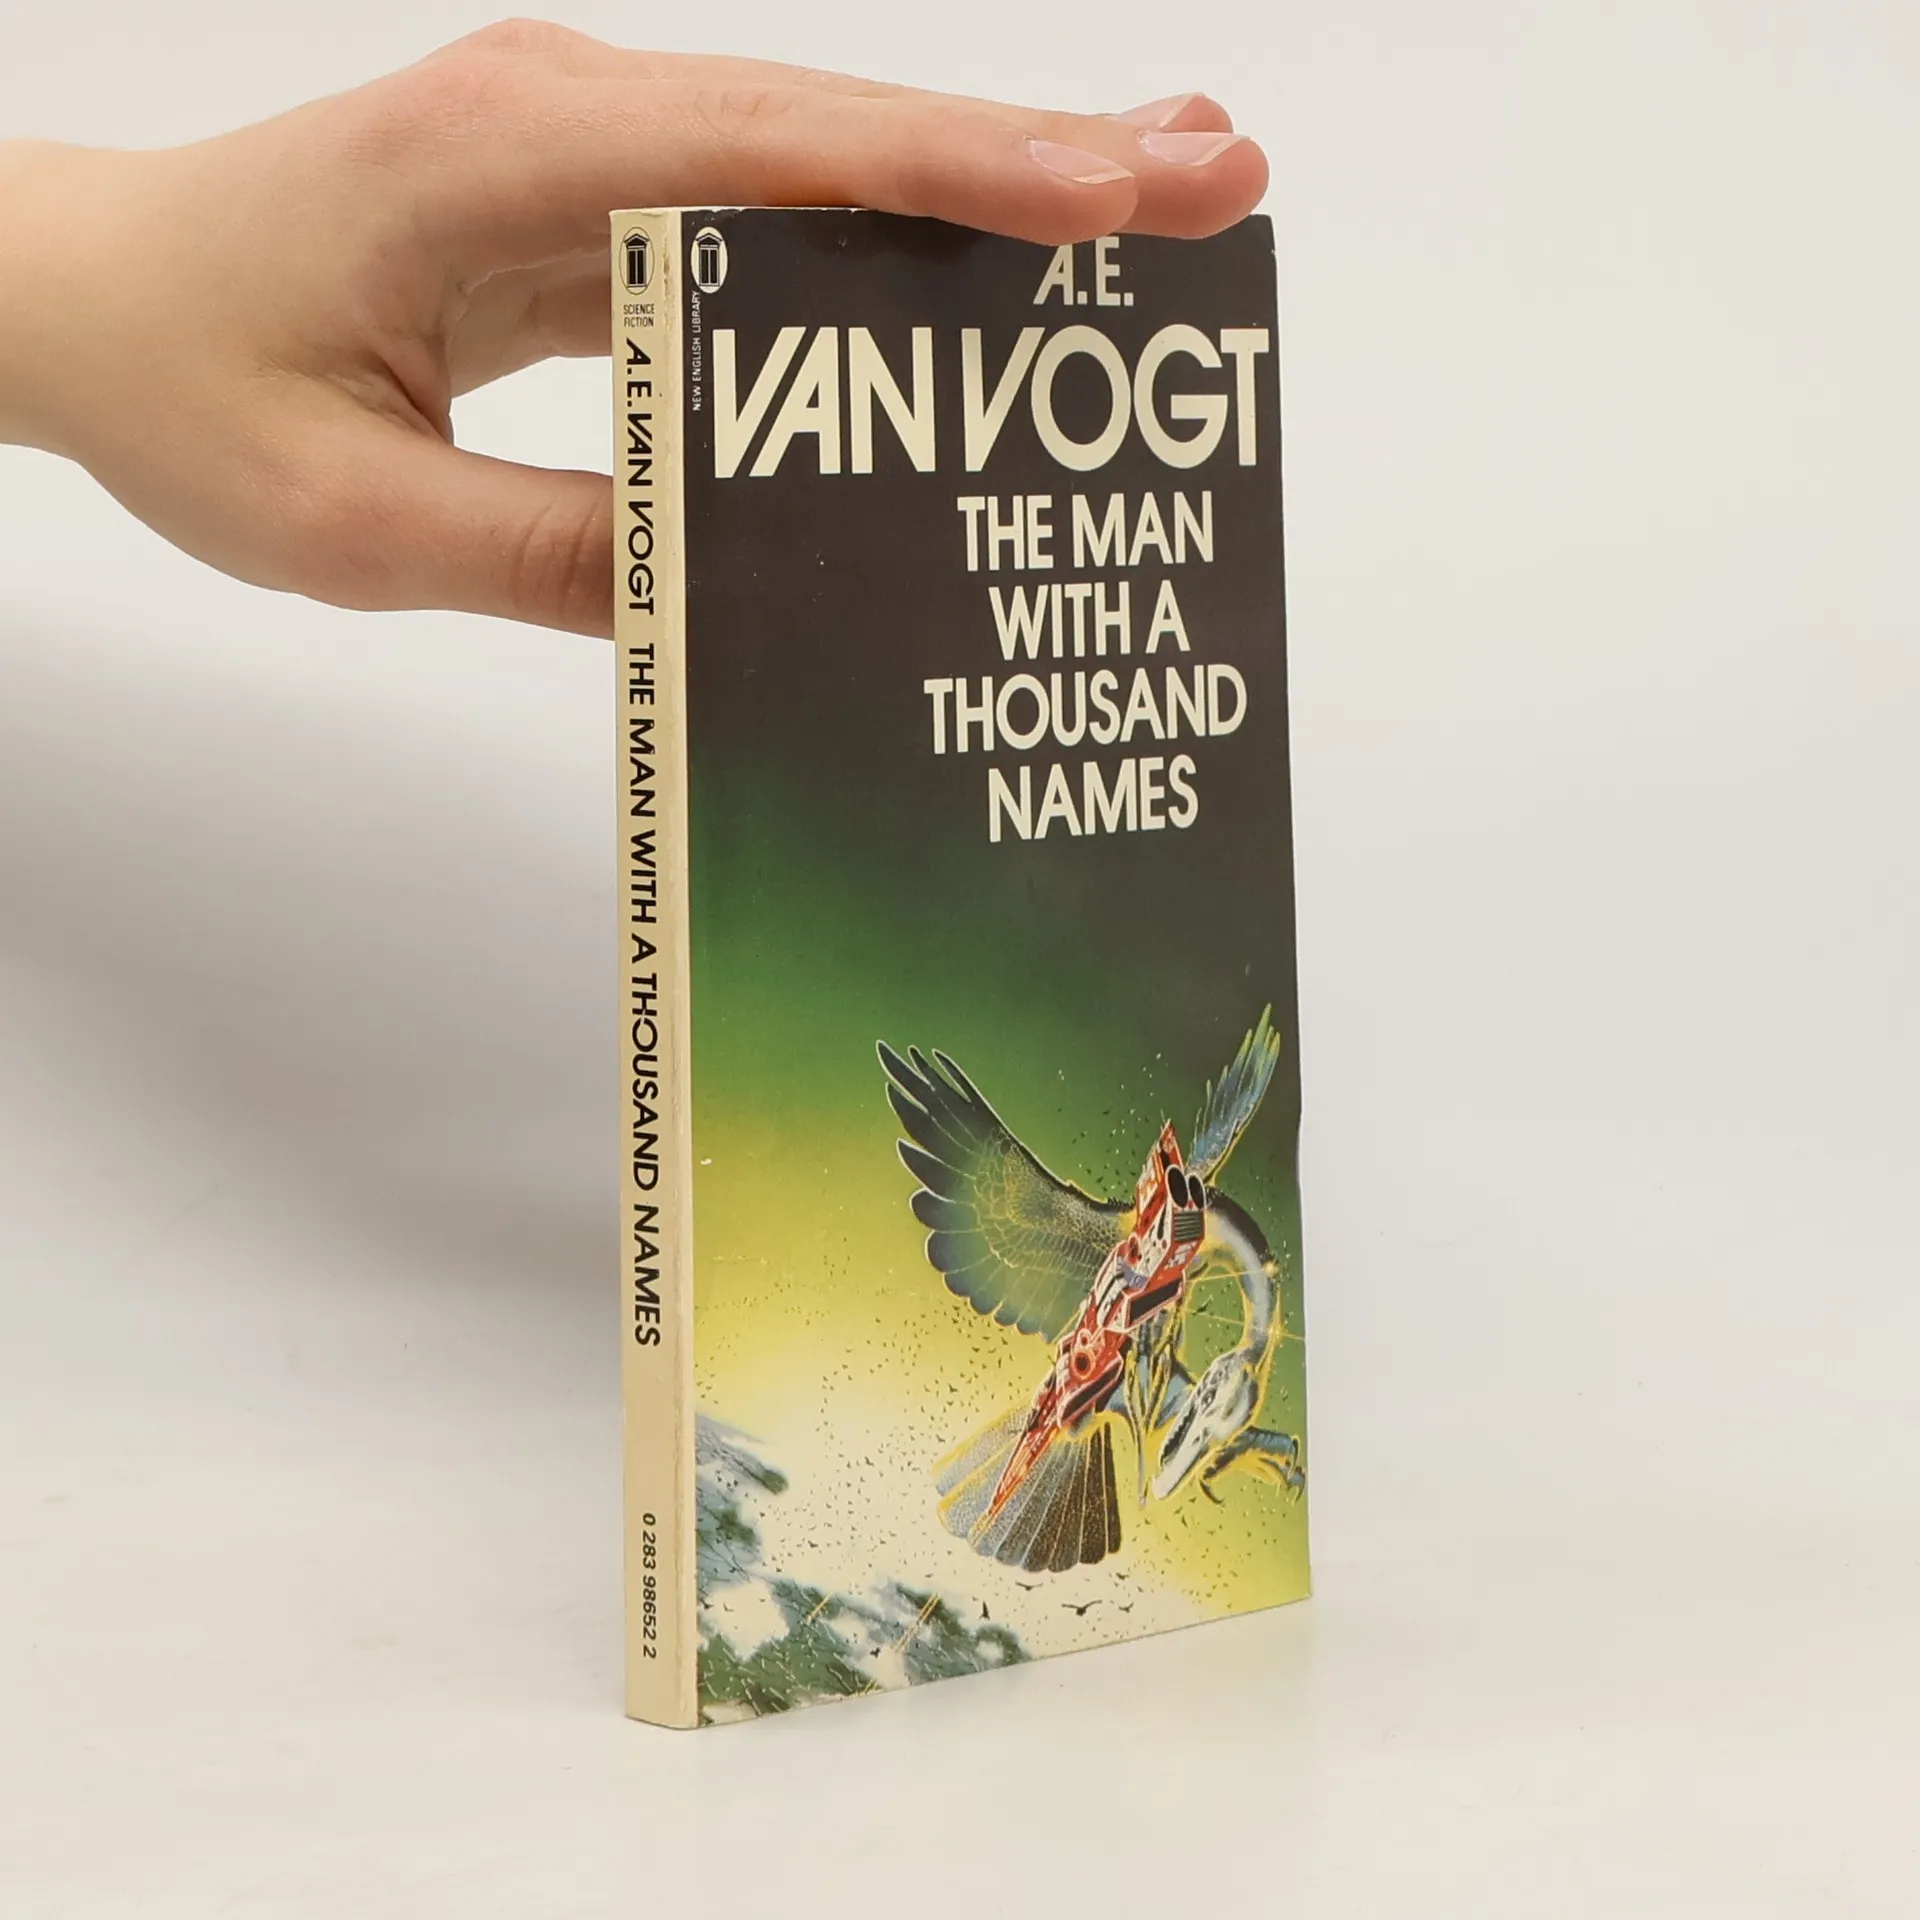 SCIENCE
FICTION
A.E. VAN VOGT THE MAN WITH A THOUSAND NAMES
0 283 98652 2
NEW ENGLISH LIBRARY
A.E.
VAN VOGT
THE MAN
WITH A
THOUSAND
NAMES